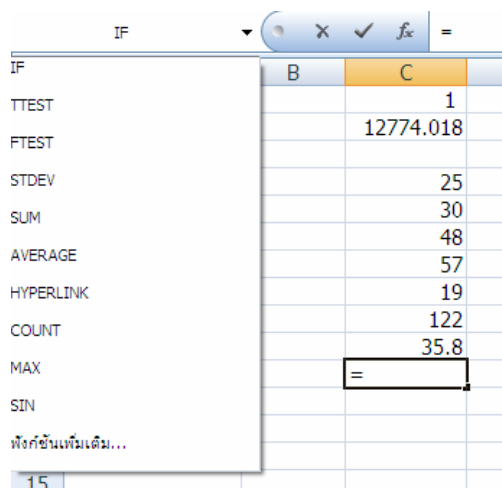 IF fx =
IF
TTEST
FTEST
STDEV
SUM
AVERAGE
HYPERLINK
COUNT
MAX
SIN
ฟังก์ชันเพิ่มเติม...
15
B C
1
12774.018
25
30
48
57
19
122
35.8
=